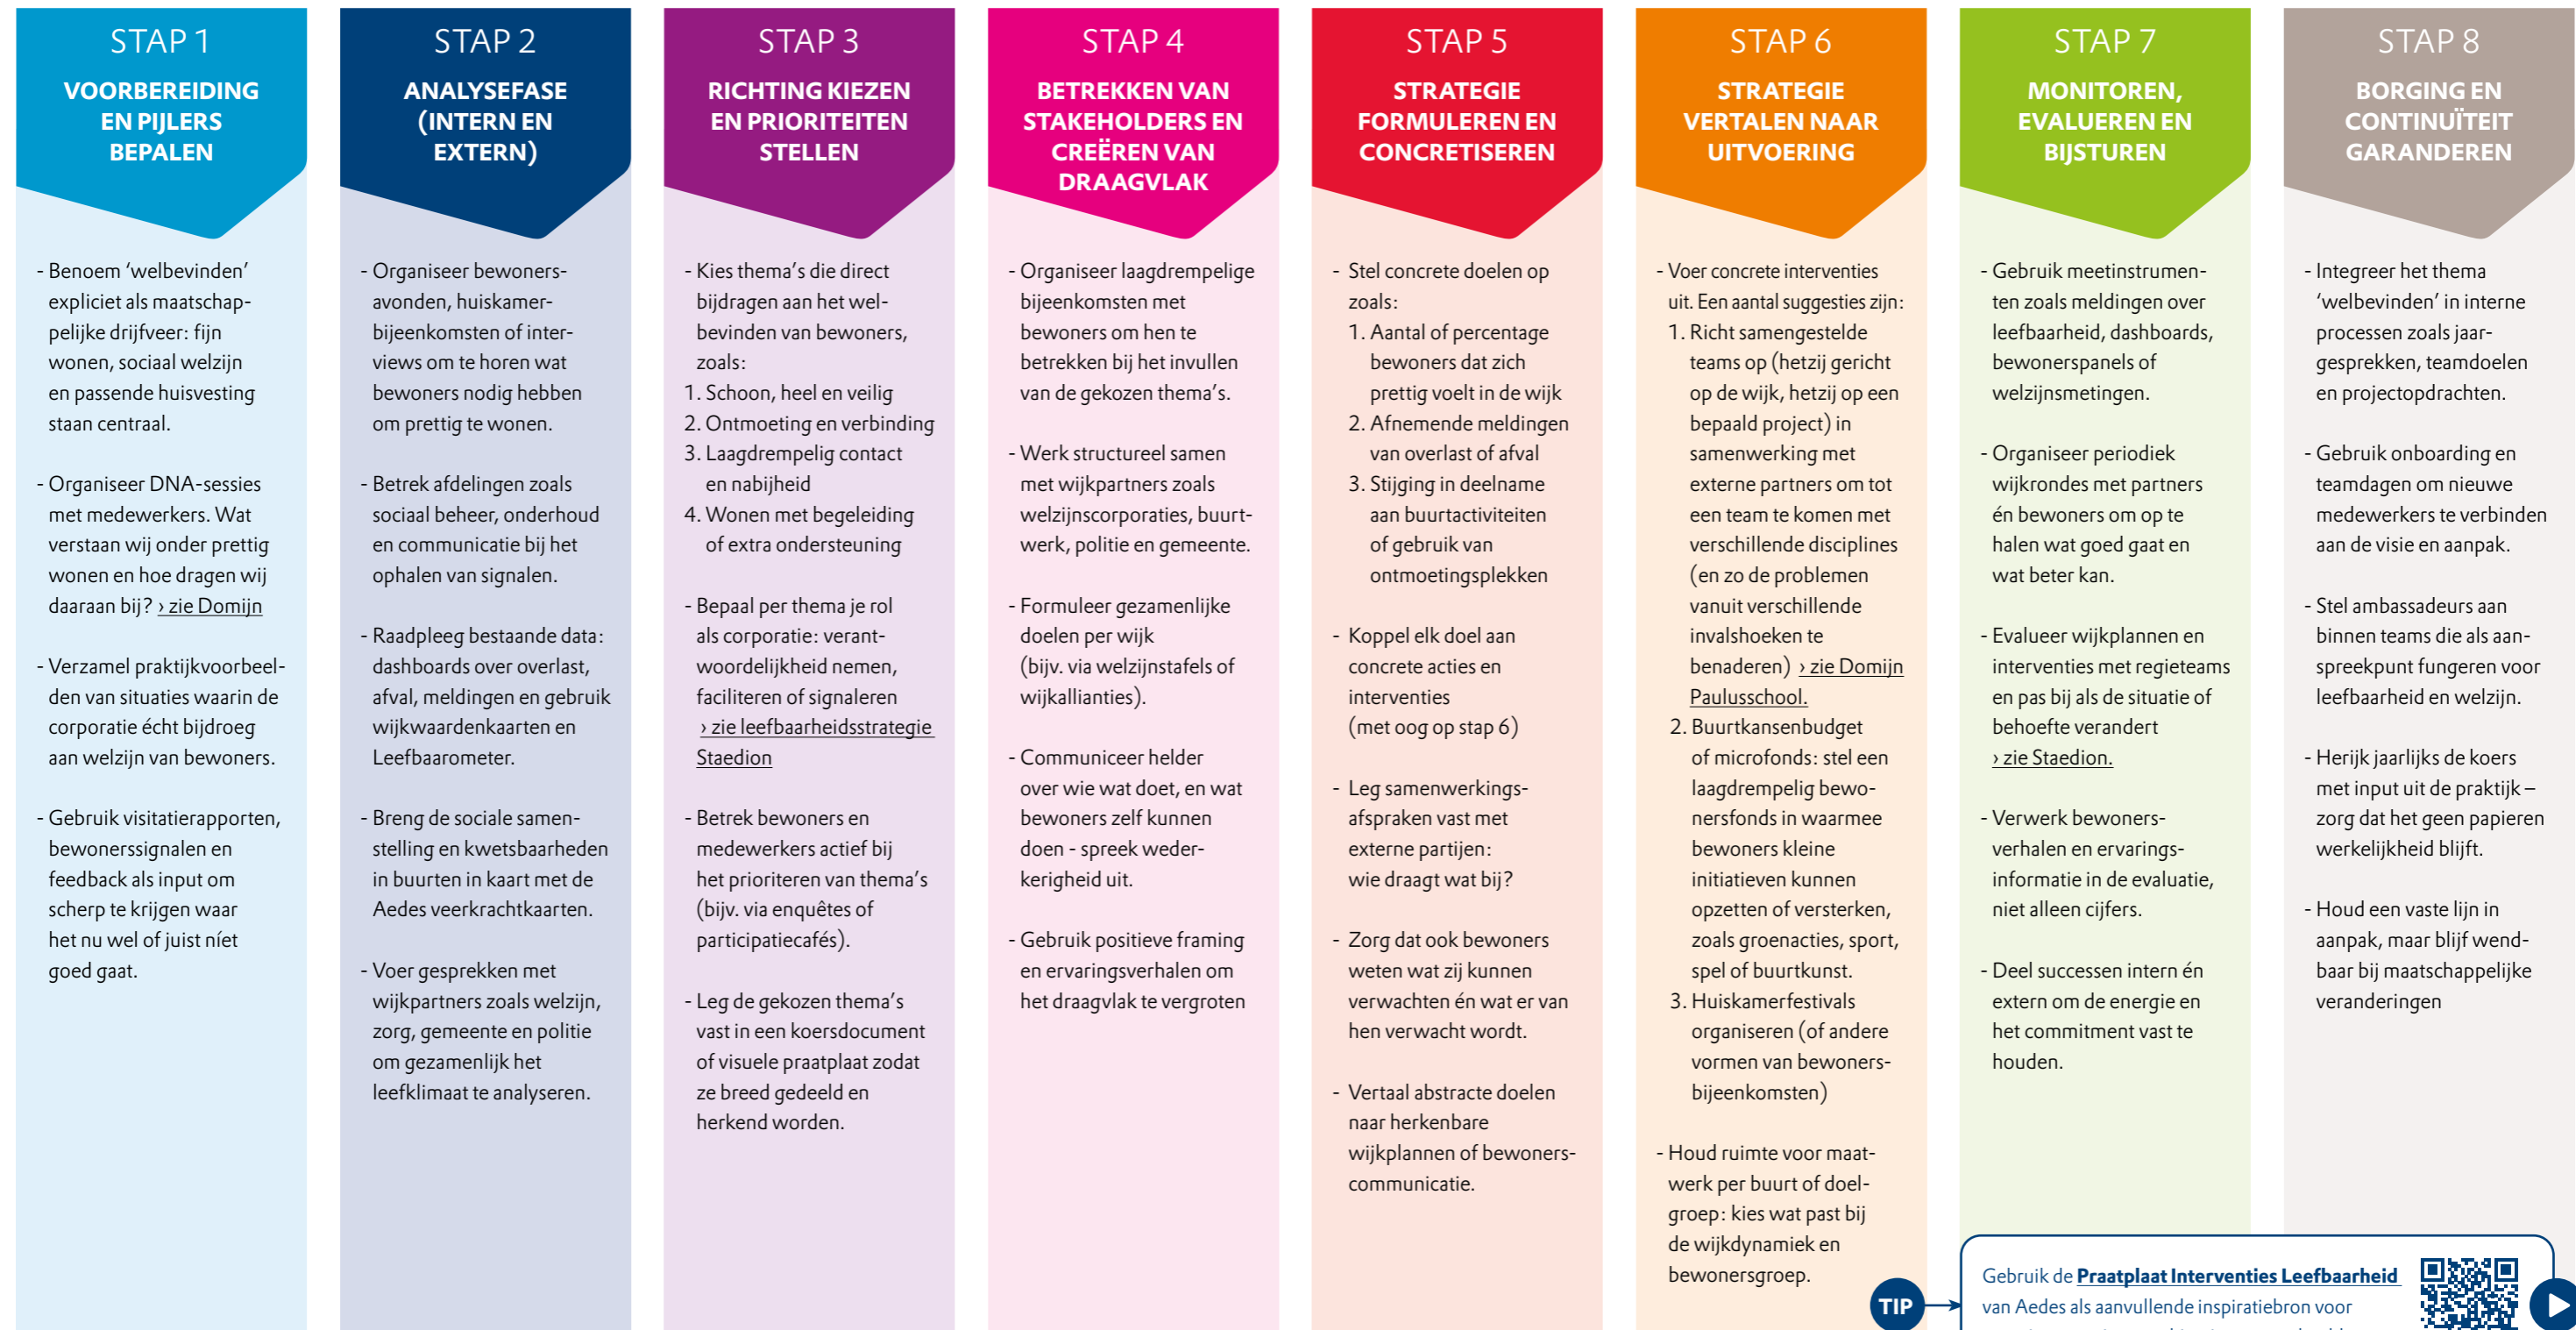 STAP 1
VOORBEREIDING
EN PIJLERS
BEPALEN
- Benoem ‘welbevinden’
expliciet als maatschap-
pelijke drijfveer: fijn
wonen, sociaal welzijn
en passende huisvesting
staan centraal.
- Organiseer DNA-sessies
met medewerkers. Wat
verstaan wij onder prettig
wonen en hoe dragen wij
daaraan bij? › zie Domijn
- Verzamel praktijkvoorbeel-
den van situaties waarin de
corporatie écht bijdroeg
aan welzijn van bewoners.
- Gebruik visitatierapporten,
bewonerssignalen en
feedback als input om
scherp te krijgen waar
het nu wel of juist níet
goed gaat.
STAP 2
ANALYSEFASE
(INTERN EN
EXTERN)
- Organiseer bewoners-
avonden, huiskamer-
bijeenkomsten of inter-
views om te horen wat
bewoners nodig hebben
om prettig te wonen.
- Betrek afdelingen zoals
sociaal beheer, onderhoud
en communicatie bij het
ophalen van signalen.
- Raadpleeg bestaande data:
dashboards over overlast,
afval, meldingen en gebruik
wijkwaardenkaarten en
Leefbaarometer.
- Breng de sociale samen-
stelling en kwetsbaarheden
in buurten in kaart met de
Aedes veerkrachtkaarten.
- Voer gesprekken met
wijkpartners zoals welzijn,
zorg, gemeente en politie
om gezamenlijk het
leefklimaat te analyseren.
STAP 3
RICHTING KIEZEN
EN PRIORITEITEN
STELLEN
- Kies thema’s die direct
bijdragen aan het wel-
bevinden van bewoners,
zoals:
1. Schoon, heel en veilig
2. Ontmoeting en verbinding
3. Laagdrempelig contact
en nabijheid
4. Wonen met begeleiding
of extra ondersteuning
- Bepaal per thema je rol
als corporatie: verant-
woordelijkheid nemen,
faciliteren of signaleren
› zie leefbaarheidsstrategie
Staedion
- Betrek bewoners en
medewerkers actief bij
het prioriteren van thema’s
(bijv. via enquêtes of
participatiecafés).
- Leg de gekozen thema’s
vast in een koersdocument
of visuele praatplaat zodat
ze breed gedeeld en
herkend worden.
STAP 4
BETREKKEN VAN
STAKEHOLDERS EN
CREËREN VAN
DRAAGVLAK
- Organiseer laagdrempelige
bijeenkomsten met
bewoners om hen te
betrekken bij het invullen
van de gekozen thema’s.
- Werk structureel samen
met wijkpartners zoals
welzijnscorporaties, buurt-
werk, politie en gemeente.
- Formuleer gezamenlijke
doelen per wijk
(bijv. via welzijnstafels of
wijkallianties).
- Communiceer helder
over wie wat doet, en wat
bewoners zelf kunnen
doen - spreek weder-
kerigheid uit.
- Gebruik positieve framing
en ervaringsverhalen om
het draagvlak te vergroten
STAP 5
STRATEGIE
FORMULEREN EN
CONCRETISEREN
- Stel concrete doelen op
zoals:
1. Aantal of percentage
bewoners dat zich
prettig voelt in de wijk
2. Afnemende meldingen
van overlast of afval
3. Stijging in deelname
aan buurtactiviteiten
of gebruik van
ontmoetingsplekken
- Koppel elk doel aan
concrete acties en
interventies
(met oog op stap 6)
- Leg samenwerkings-
afspraken vast met
externe partijen:
wie draagt wat bij?
- Zorg dat ook bewoners
weten wat zij kunnen
verwachten én wat er van
hen verwacht wordt.
- Vertaal abstracte doelen
naar herkenbare
wijkplannen of bewoners-
communicatie.
STAP 6
STRATEGIE
VERTALEN NAAR
UITVOERING
- Voer concrete interventies
uit. Een aantal suggesties zijn:
1. Richt samengestelde
teams op (hetzij gericht
op de wijk, hetzij op een
bepaald project) in
samenwerking met
externe partners om tot
een team te komen met
verschillende disciplines
(en zo de problemen
vanuit verschillende
invalshoeken te
benaderen) › zie Domijn
Paulusschool.
2. Buurtkansenbudget
of microfonds: stel een
laagdrempelig bewo-
nersfonds in waarmee
bewoners kleine
initiatieven kunnen
opzetten of versterken,
zoals groenacties, sport,
spel of buurtkunst.
3. Huiskamerfestivals
organiseren (of andere
vormen van bewoners-
bijeenkomsten)
- Houd ruimte voor maat-
werk per buurt of doel-
groep: kies wat past bij
de wijkdynamiek en
bewonersgroep.
STAP 7
MONITOREN,
EVALUEREN EN
BIJSTUREN
- Gebruik meetinstrumen-
ten zoals meldingen over
leefbaarheid, dashboards,
bewonerspanels of
welzijnsmetingen.
- Organiseer periodiek
wijkrondes met partners
én bewoners om op te
halen wat goed gaat en
wat beter kan.
- Evalueer wijkplannen en
interventies met regieteams
en pas bij als de situatie of
behoefte verandert
› zie Staedion.
- Verwerk bewoners-
verhalen en ervarings-
informatie in de evaluatie,
niet alleen cijfers.
- Deel successen intern én
extern om de energie en
het commitment vast te
houden.
STAP 8
BORGING EN
CONTINUÏTEIT
GARANDEREN
- Integreer het thema
‘welbevinden’ in interne
processen zoals jaar-
gesprekken, teamdoelen
en projectopdrachten.
- Gebruik onboarding en
teamdagen om nieuwe
medewerkers te verbinden
aan de visie en aanpak.
- Stel ambassadeurs aan
binnen teams die als aan-
spreekpunt fungeren voor
leefbaarheid en welzijn.
- Herijk jaarlijks de koers
met input uit de praktijk –
zorg dat het geen papieren
werkelijkheid blijft.
- Houd een vaste lijn in
aanpak, maar blijf wend-
baar bij maatschappelijke
veranderingen
TIP
Gebruik de Praatplaat Interventies Leefbaarheid
van Aedes als aanvullende inspiratiebron voor